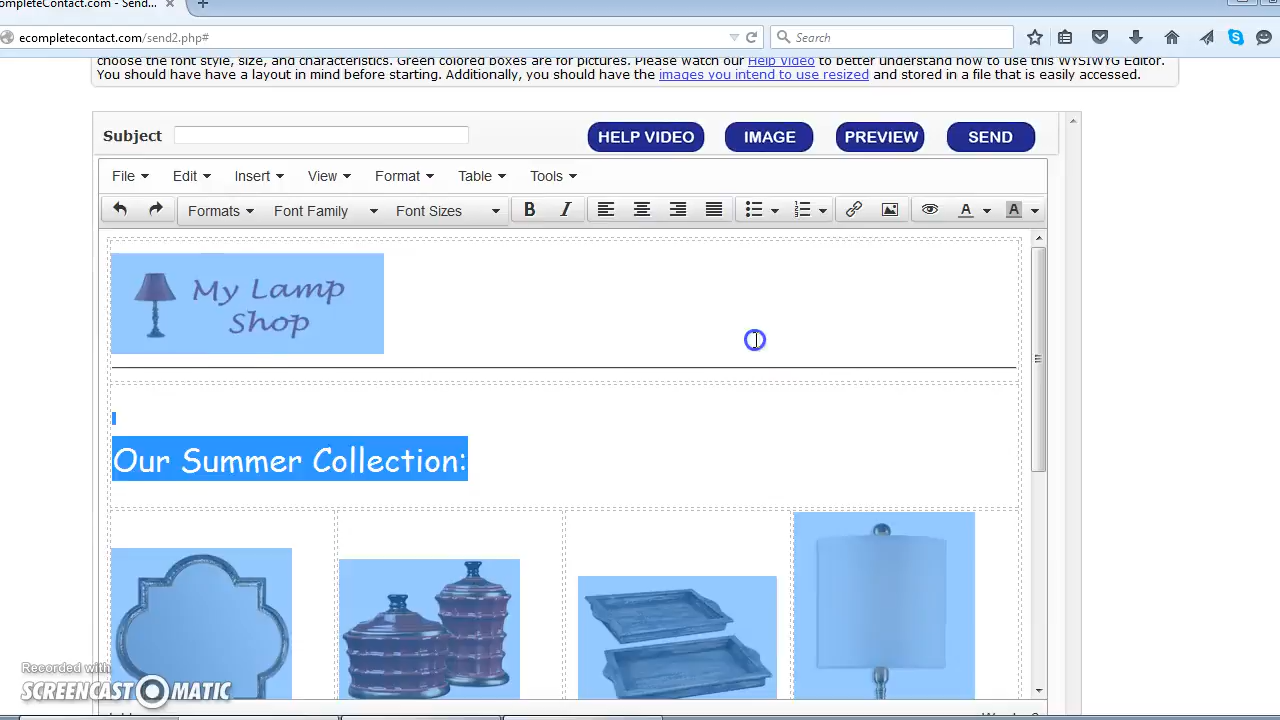 ompleteContact.com - Send...
ecompletecontact.com/send2.php#
Search
choose the font style, size, and characteristics. Green colored boxes are for pictures. Please watch our Help Video to better understand how to use this WYSIWYG Editor.
You should have have a layout in mind before starting. Additionally, you should have the images you intend to use resized and stored in a file that is easily accessed.
Subject
HELP VIDEO
IMAGE
PREVIEW
SEND
File
Edit
Insert
View
Format
Table
Tools
Formats
Font Family
Font Sizes
B
I
A
A
My Lamp
Shop
Our Summer Collection:
Recorded with
SCREENCAST MATIC